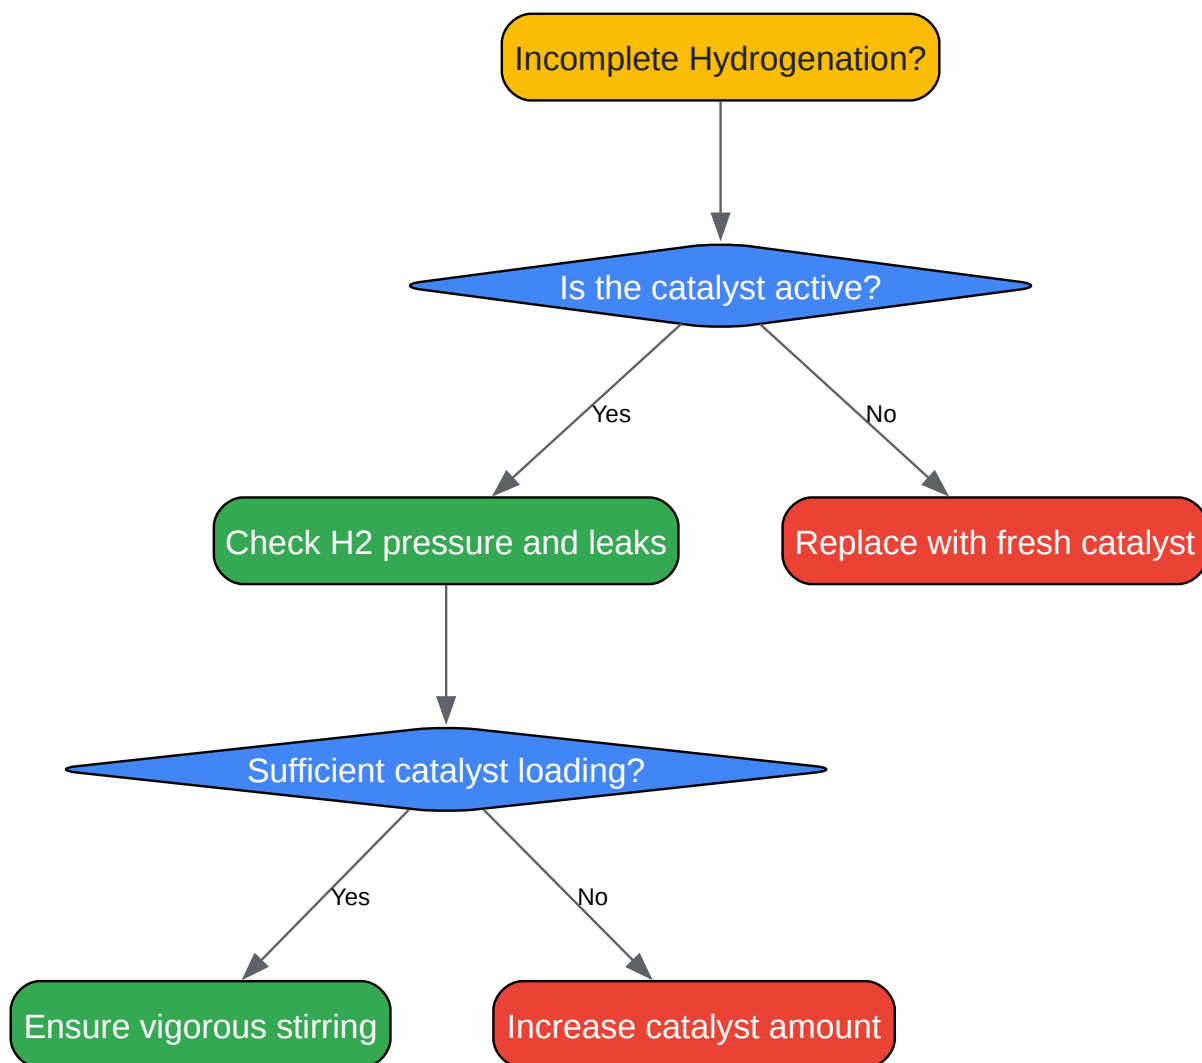 Incomplete Hydrogenation?
Is the catalyst active?
Yes
No
Check H2 pressure and leaks
Replace with fresh catalyst
Sufficient catalyst loading?
Yes
No
Ensure vigorous stirring
Increase catalyst amount